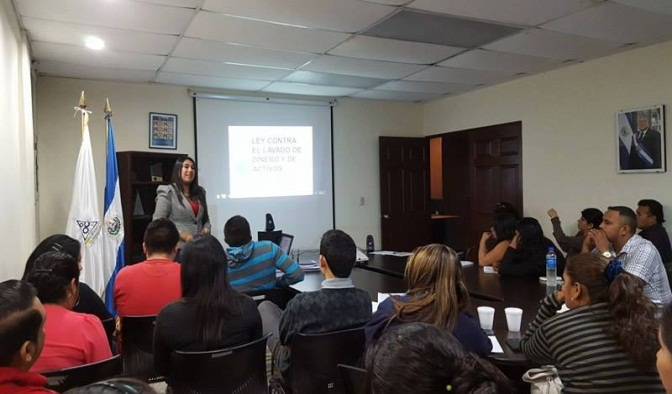 LEY CONTRA
EL LAVADO DE
DINERO Y DE
ACTIVOS